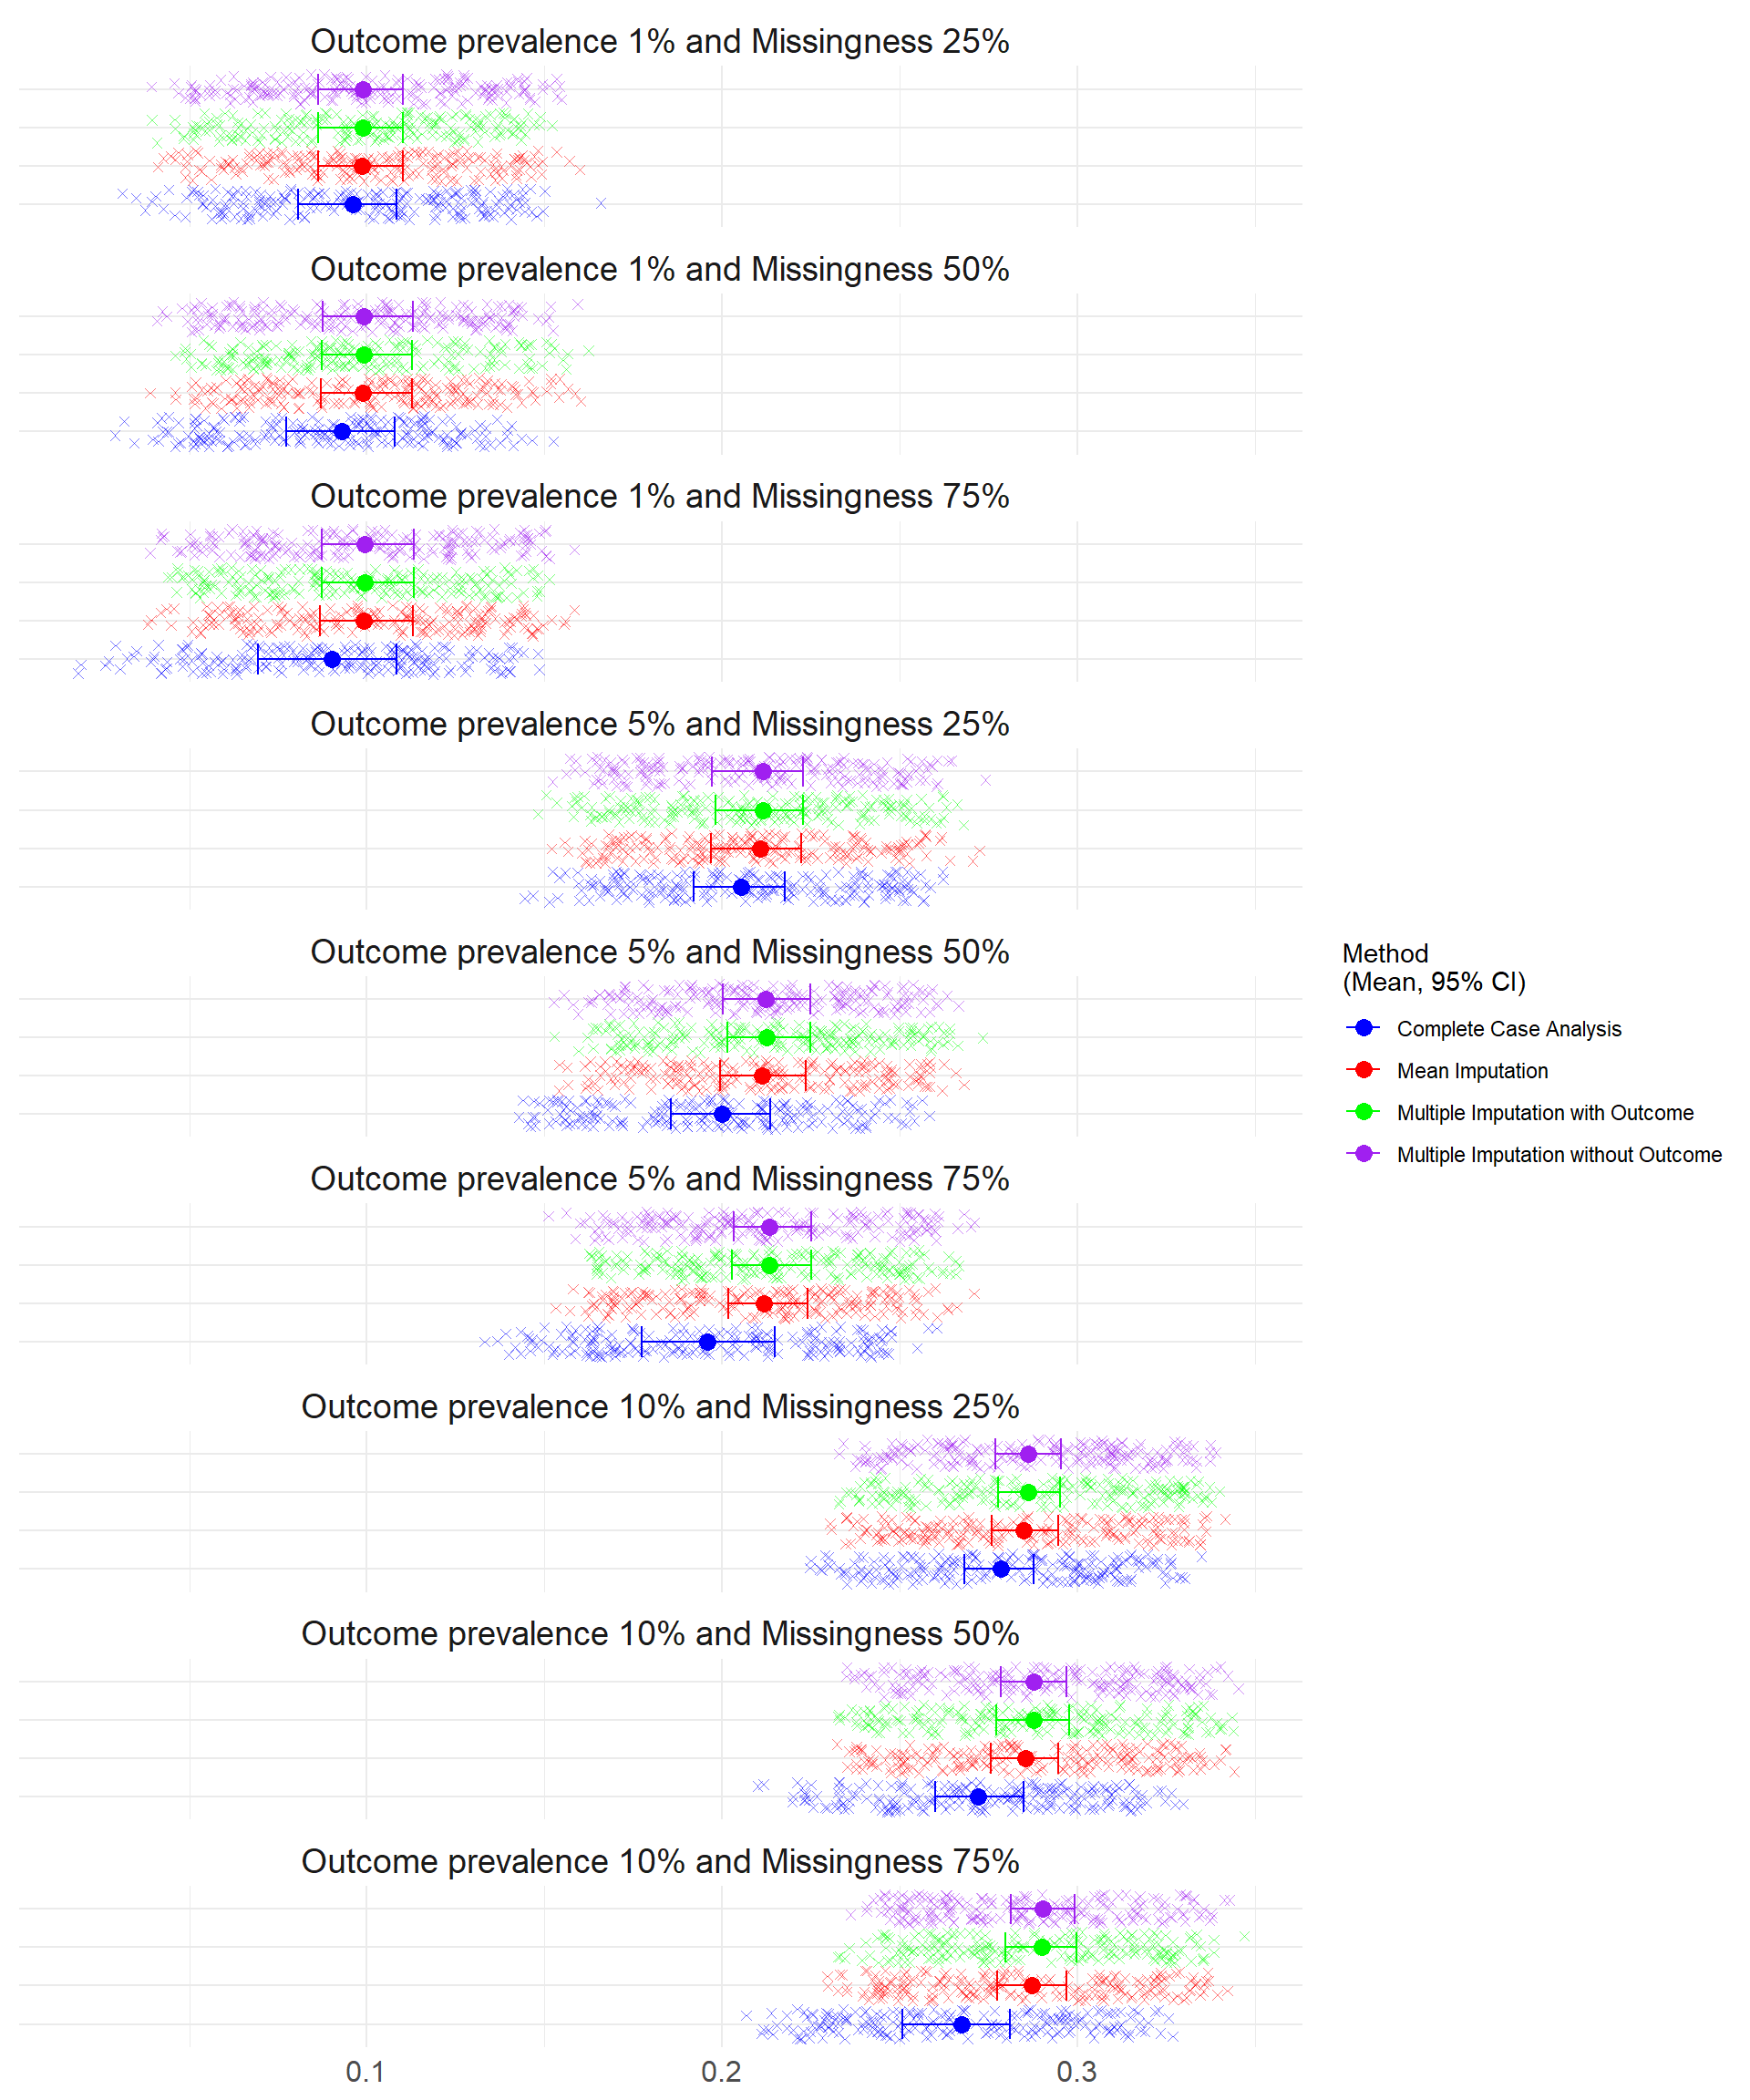 Outcome prevalence 1% and Missingness 25%
Outcome prevalence 1% and Missingness 50%
Outcome prevalence 1% and Missingness 75%
Outcome prevalence 5% and Missingness 25%
Outcome prevalence 5% and Missingness 50%
Outcome prevalence 5% and Missingness 75%
Outcome prevalence 10% and Missingness 25%
Outcome prevalence 10% and Missingness 50%
Outcome prevalence 10% and Missingness 75%
0.1 0.2 0.3
Method
(Mean, 95% CI)
Complete Case Analysis
Mean Imputation
Multiple Imputation with Outcome
Multiple Imputation without Outcome